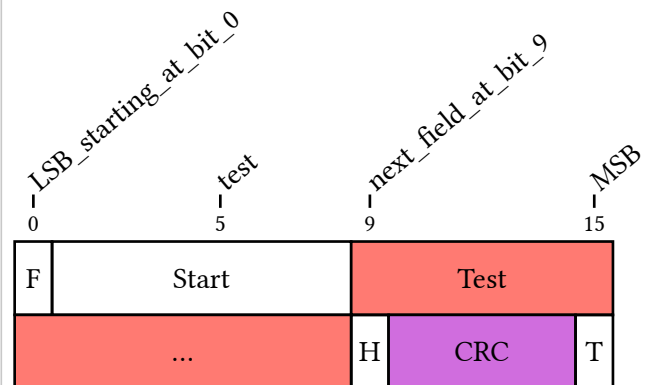 LSB_starting_at_bit_0
test
next_field_at_bit_9
MSB
0 5 9 15
F Start Test
... H CRC T